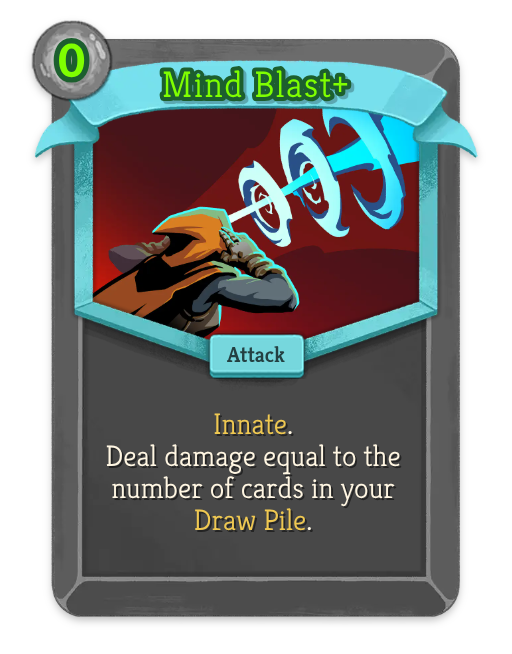 0
Mind Blast+
Attack
Innate.
Deal damage equal to the
number of cards in your
Draw Pile.